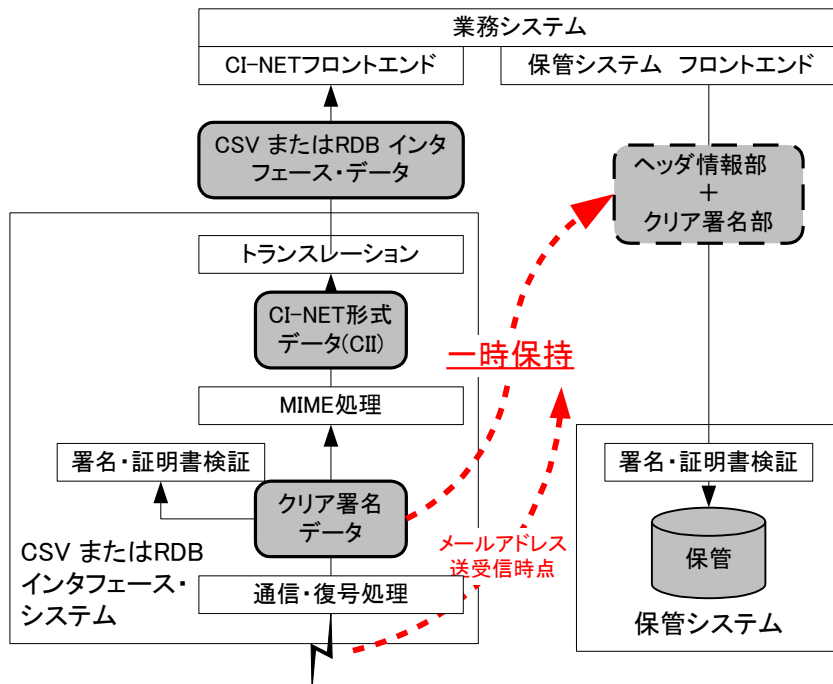 業務システム
CI-NETフロントエンド
保管システム フロントエンド
CSV またはRDB インタ
フェース・データ
ヘッダ情報部
＋
クリア署名部
トランスレーション
CI-NET形式
データ(CII)
一時保持
MIME処理
署名・証明書検証
署名・証明書検証
クリア署名
データ
メールアドレス
送受信時点
CSV またはRDB
インタフェース・
システム
通信・復号処理
保管
保管システム